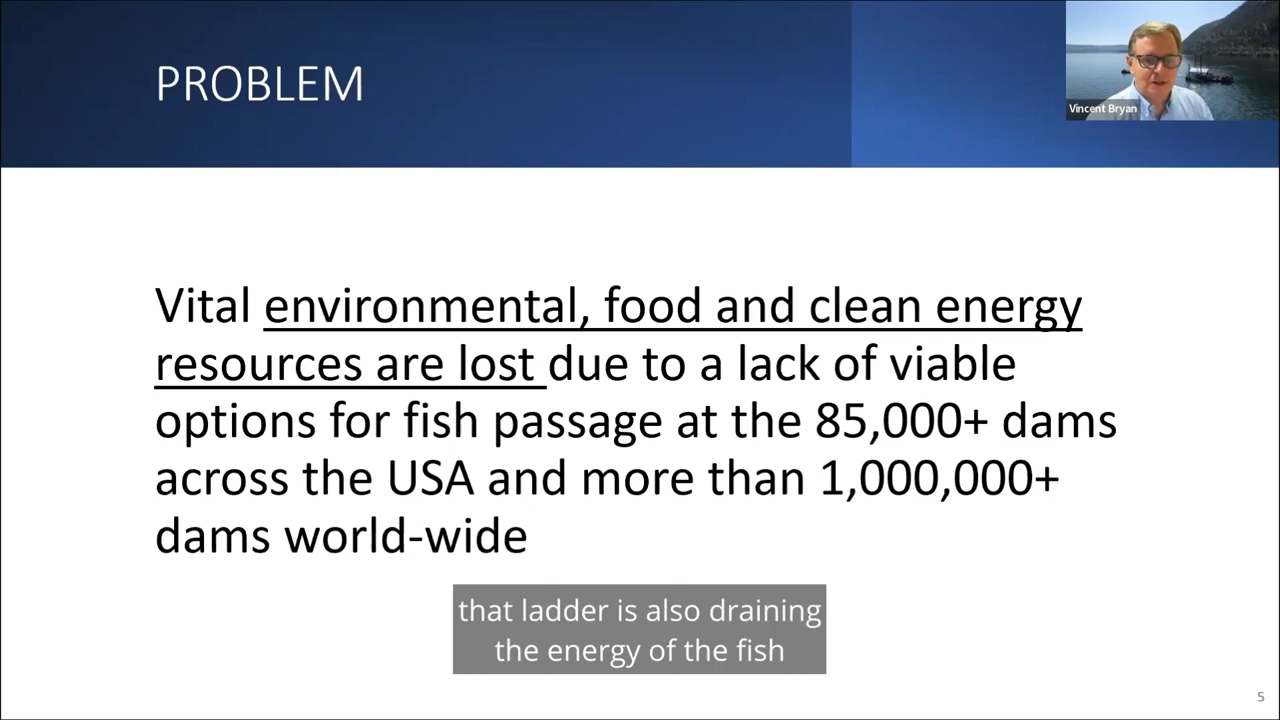 PROBLEM
Vincent Bryan
Vital environmental, food and clean energy
resources are lost due to a lack of viable
options for fish passage at the 85,000+ dams
across the USA and more than 1,000,000+
dams world-wide
that ladder is also draining
the energy of the fish
5